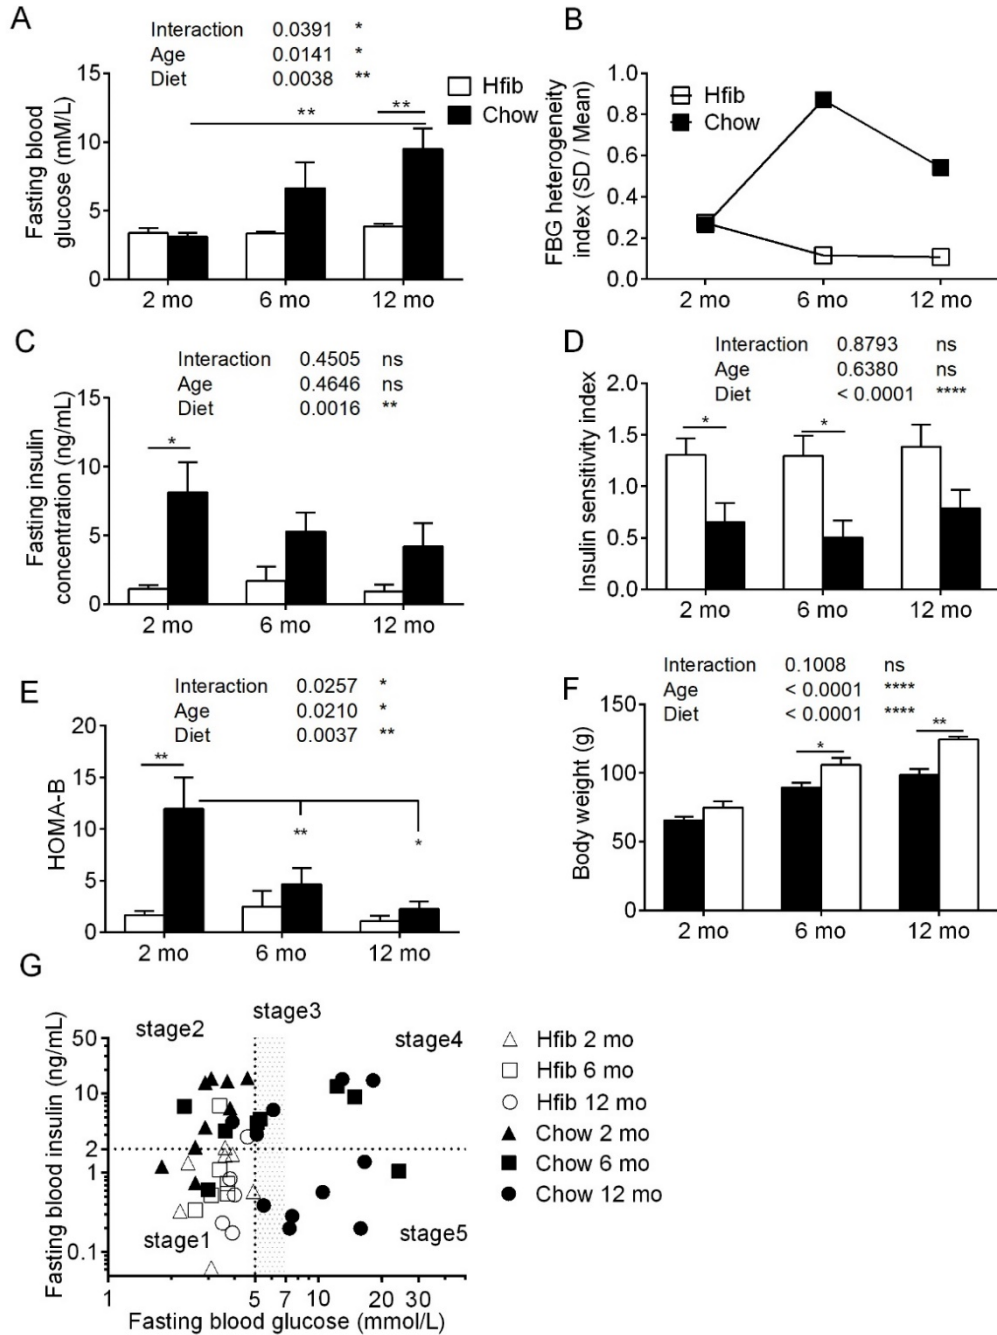 A
Interaction 0.0391 *
Age 0.0141 *
Diet 0.0038 **
Fasting blood
glucose (mM/L)
15
10
5
0
**
**
Hfib
Chow
2 mo 6 mo 12 mo
B
FBG heterogeneity
index (SD / Mean)
1.0
0.8
0.6
0.4
0.2
0.0
Hfib
Chow
2 mo 6 mo 12 mo
C
Interaction 0.4505 ns
Age 0.4646 ns
Diet 0.0016 **
Fasting insulin
concentration (ng/mL)
15
10
5
0
*
2 mo 6 mo 12 mo
D
Interaction 0.8793 ns
Age 0.6380 ns
Diet < 0.0001 ****
Insulin sensitivity index
2.0
1.5
1.0
0.5
0.0
*
*
2 mo 6 mo 12 mo
E
Interaction 0.0257 *
Age 0.0210 *
Diet 0.0037 **
HOMA-B
20
15
10
5
0
**
**
*
2 mo 6 mo 12 mo
F
Interaction 0.1008 ns
Age < 0.0001 ****
Diet < 0.0001 ****
Body weight (g)
150
100
50
0
*
**
2 mo 6 mo 12 mo
G
Fasting blood insulin (ng/mL)
50
10
2
1
0.1
stage2
stage3
stage4
stage1
stage5
1 5 7 10 20 30
Fasting blood glucose (mmol/L)
Hfib 2 mo
Hfib 6 mo
Hfib 12 mo
Chow 2 mo
Chow 6 mo
Chow 12 mo